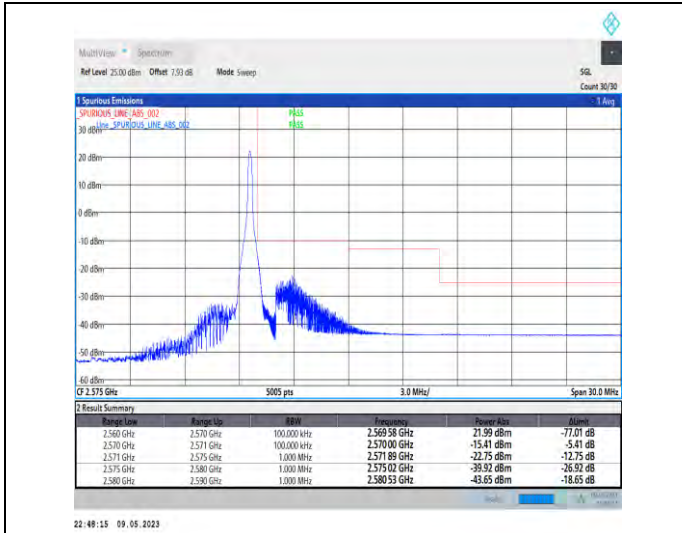 MultiView Spectrum
Ref Level 25.00 dBm Offset 7.93 dB Mode Sweep SGL
Count 30/30
1 Spurious Emissions 1 Avg
_SPURIOUS_LINE_ABS_002 PASS
Line _SPURIOUS_LINE_ABS_002 PASS
30 dBm
20 dBm
10 dBm
0 dBm
-10 dBm
-20 dBm
-30 dBm
-40 dBm
-50 dBm
-60 dBm
CF 2.575 GHz 5005 pts 3.0 MHz/ Span 30.0 MHz
2 Result Summary
Range Low Range Up RBW Frequency Power Abs ΔLimit
2.560 GHz 2.570 GHz 100.000 kHz 2.569 58 GHz 21.99 dBm -77.01 dB
2.570 GHz 2.571 GHz 100.000 kHz 2.570 00 GHz -15.41 dBm -5.41 dB
2.571 GHz 2.575 GHz 1.000 MHz 2.571 89 GHz -22.75 dBm -12.75 dB
2.575 GHz 2.580 GHz 1.000 MHz 2.575 02 GHz -39.92 dBm -26.92 dB
2.580 GHz 2.590 GHz 1.000 MHz 2.580 53 GHz -43.65 dBm -18.65 dB
22:48:15 09.05.2023